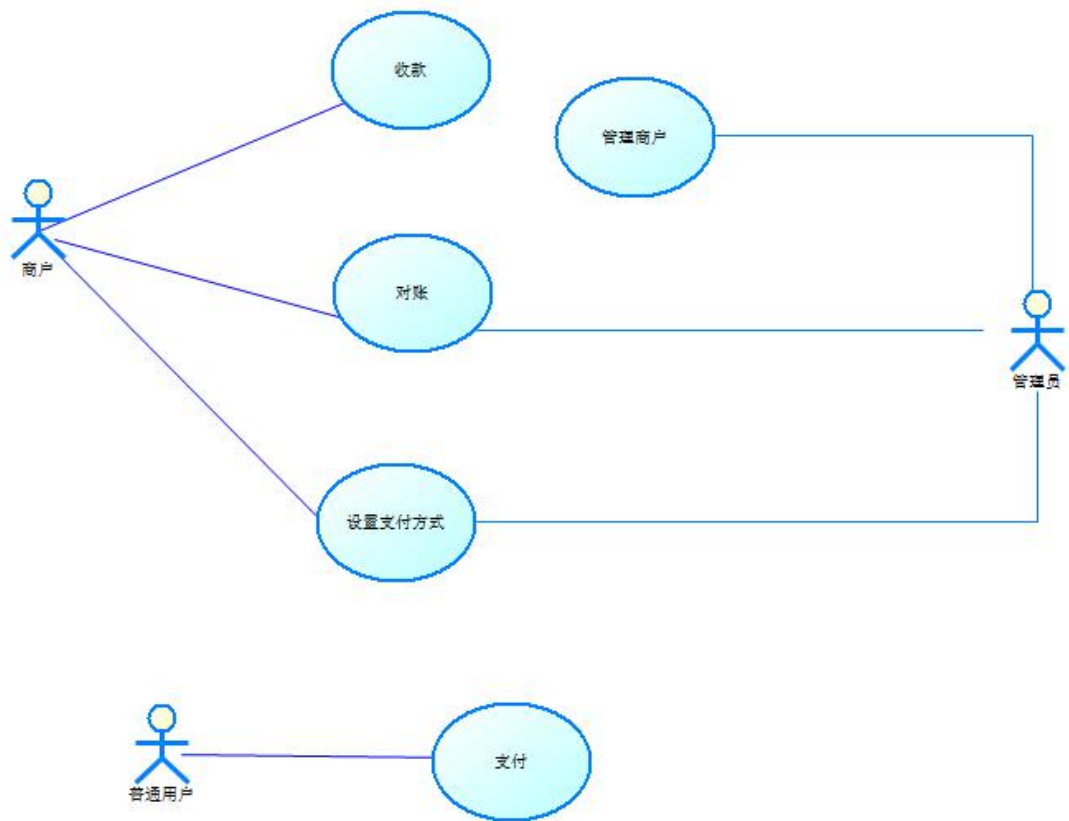 收款
管理商户
商户
对账
管理员
设置支付方式
普通用户
支付